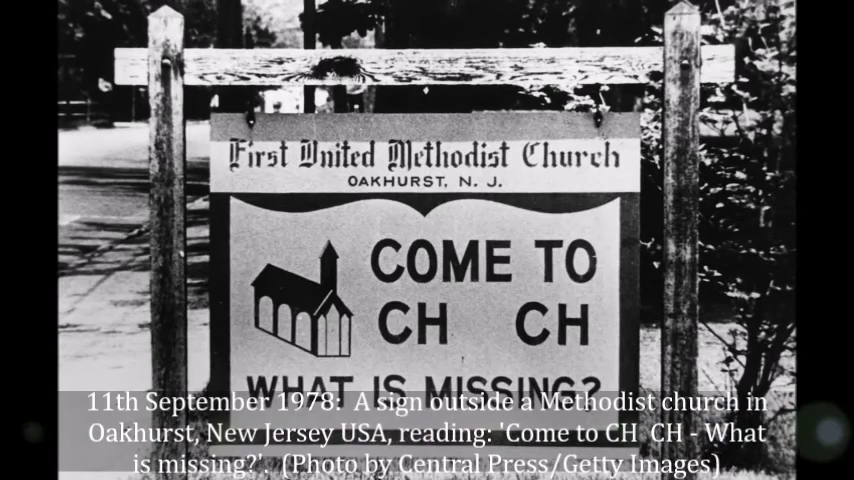 First United Methodist Church
OAKHURST, N. J.
COME TO
CH CH
WHAT IS MISSING?
11th September 1978: A sign outside a Methodist church in
Oakhurst, New Jersey USA, reading: 'Come to CH CH - What
is missing?'. (Photo by Central Press/Getty Images)